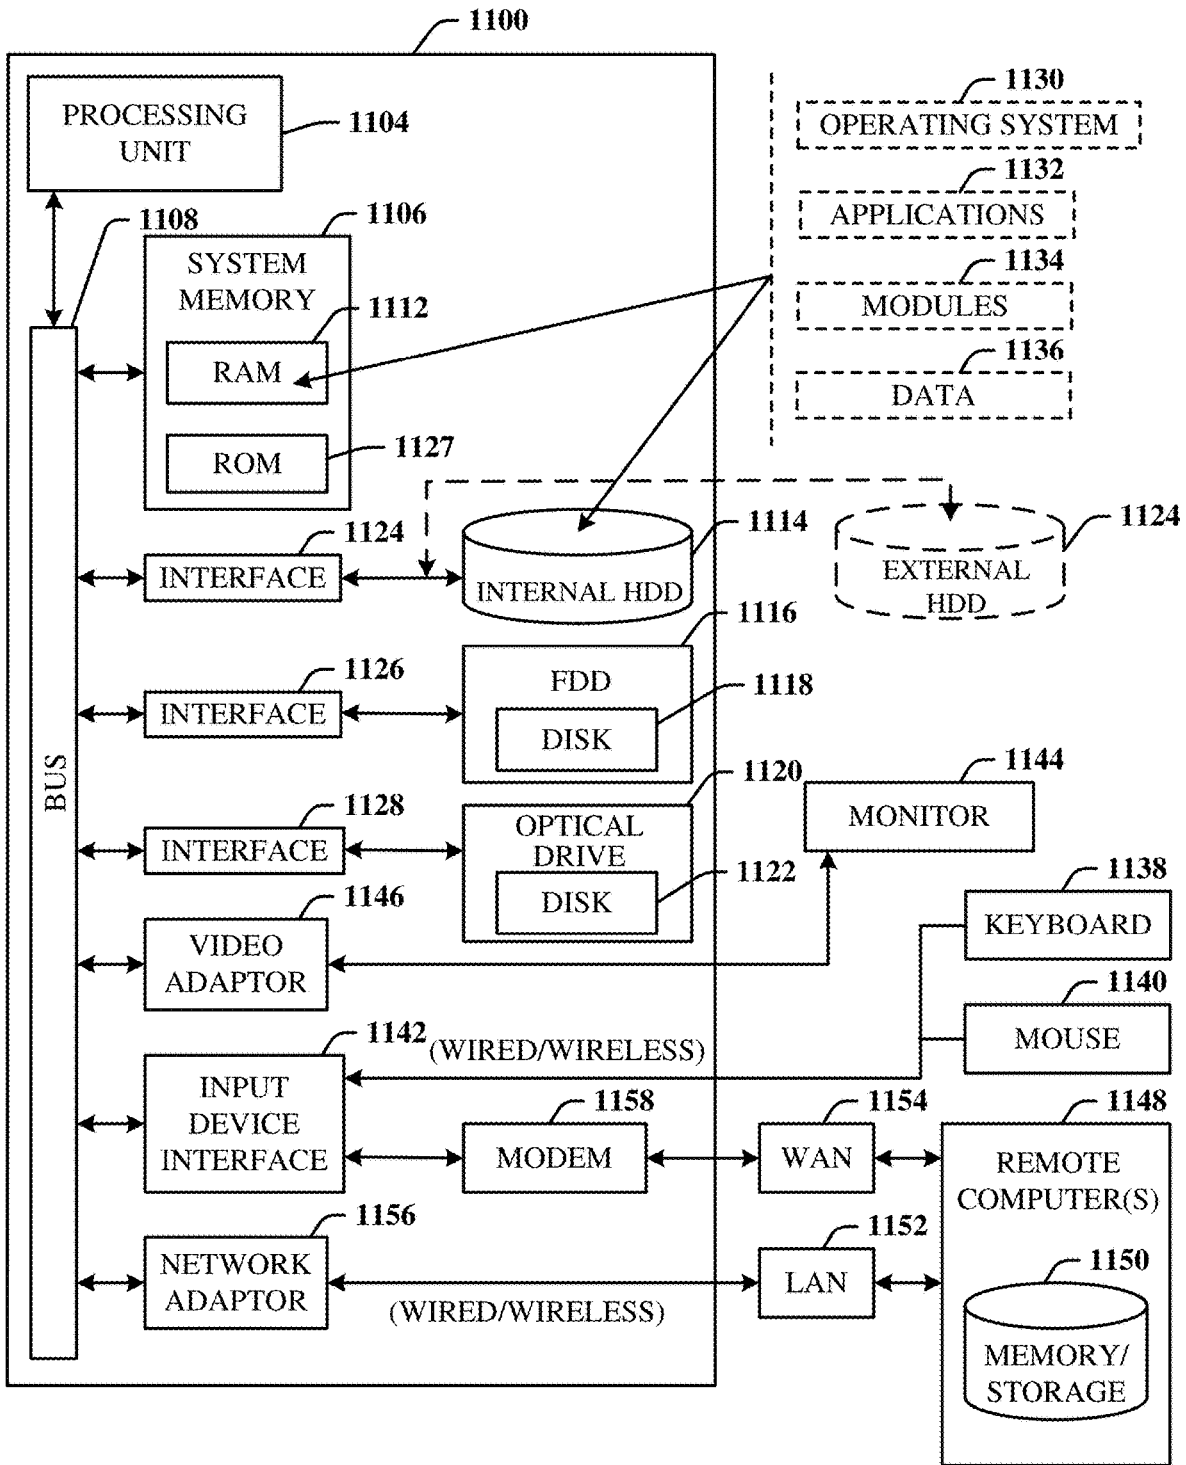 1100
PROCESSING
UNIT
1104
1130
OPERATING SYSTEM
1132
APPLICATIONS
1134
MODULES
1136
DATA
1108
1106
SYSTEM
MEMORY
1112
RAM
1127
ROM
1124
INTERFACE
1114
INTERNAL HDD
1124
EXTERNAL
HDD
1126
INTERFACE
1116
FDD
1118
DISK
BUS
1128
INTERFACE
1120
OPTICAL
DRIVE
1122
DISK
1144
MONITOR
1146
VIDEO
ADAPTOR
1138
KEYBOARD
1140
MOUSE
1142
INPUT
DEVICE
INTERFACE
(WIRED/WIRELESS)
1158
MODEM
1154
WAN
1148
REMOTE
COMPUTER(S)
1156
NETWORK
ADAPTOR
(WIRED/WIRELESS)
1152
LAN
1150
MEMORY/
STORAGE